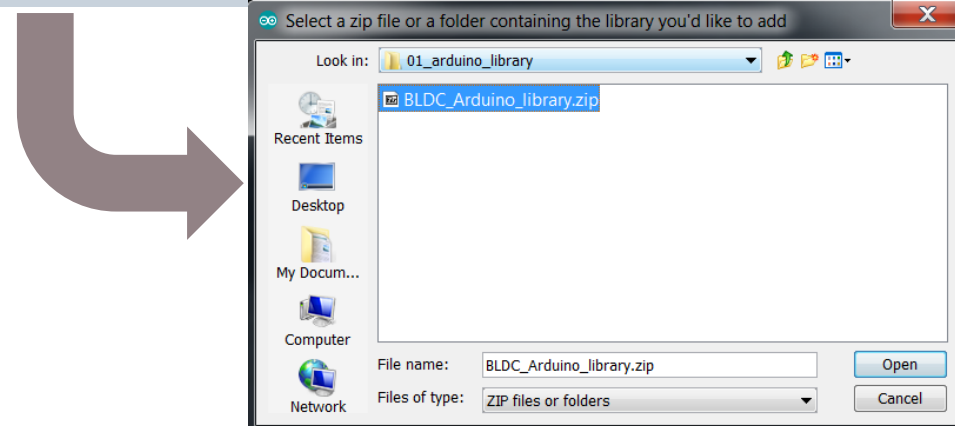 Select a zip file or a folder containing the library you'd like to add
Look in: 01_arduino_library
BLDC_Arduino_library.zip
Recent Items
Desktop
My Docum...
Computer
Network
File name: BLDC_Arduino_library.zip Open
Files of type: ZIP files or folders Cancel